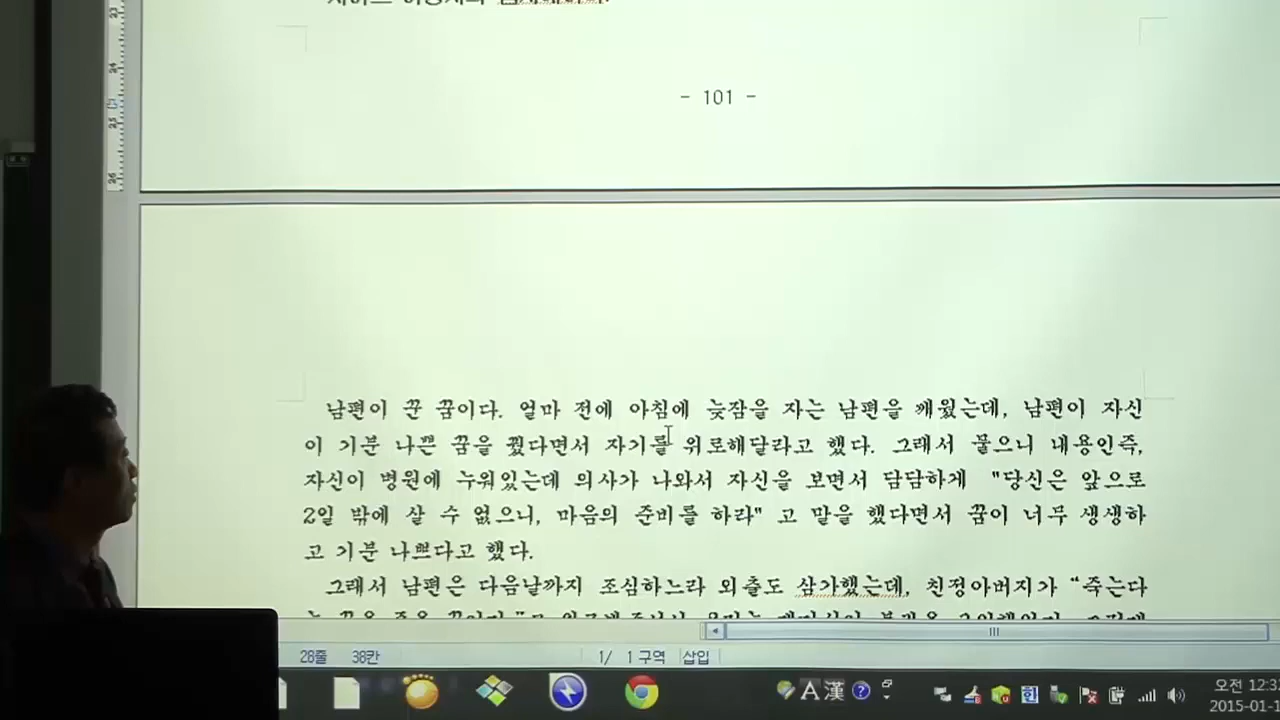 - 101 -
남편이 꾼 꿈이다. 얼마 전에 아침에 늦잠을 자는 남편을 깨웠는데, 남편이 자신
이 기분 나쁜 꿈을 꿨다면서 자기를 위로해달라고 했다. 그래서 물으니 내용인즉,
자신이 병원에 누워있는데 의사가 나와서 자신을 보면서 담담하게 "당신은 앞으로
2일 밖에 살 수 없으니, 마음의 준비를 하라" 고 말을 했다면서 꿈이 너무 생생하
고 기분 나쁘다고 했다.
그래서 남편은 다음날까지 조심하느라 외출도 삼가했는데, 친정아버지가 “죽는다
28줄 38칸 1/ 1 구역 삽입
A 漢
오전 12:3
2015-01-1